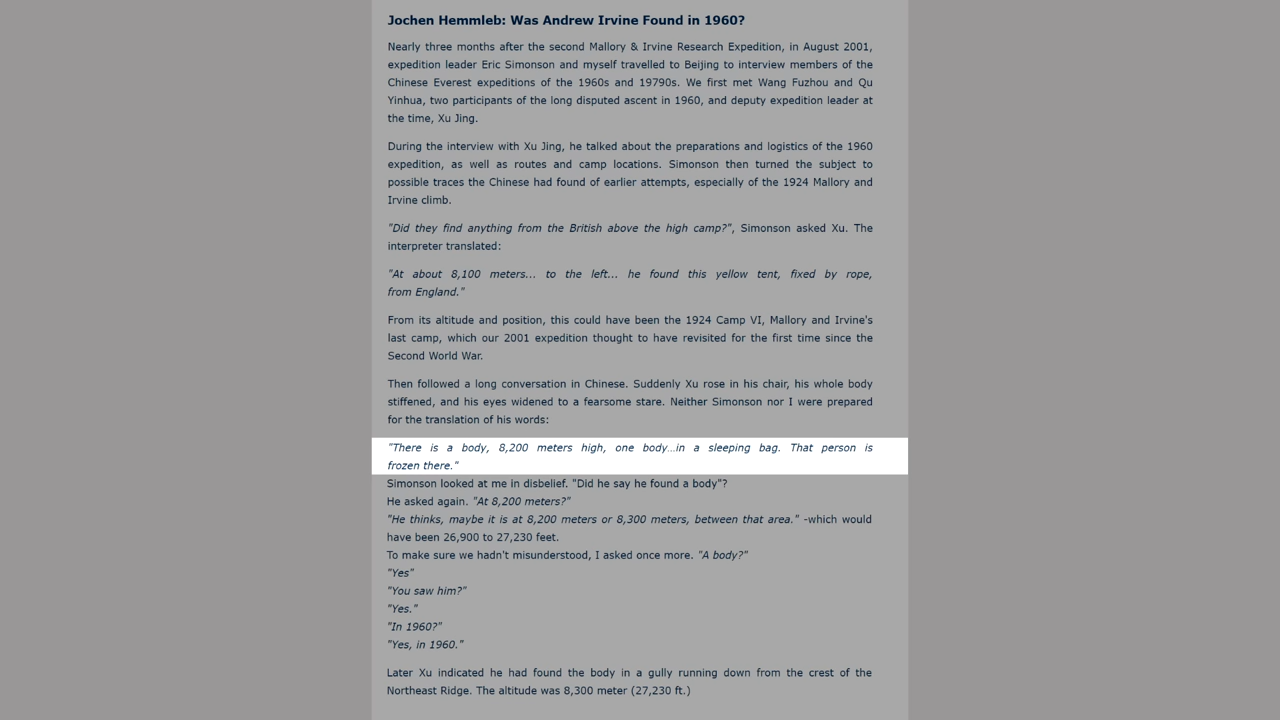 Jochen Hemmleb: Was Andrew Irvine Found in 1960?
Nearly three months after the second Mallory & Irvine Research Expedition, in August 2001,
expedition leader Eric Simonson and myself travelled to Beijing to interview members of the
Chinese Everest expeditions of the 1960s and 19790s. We first met Wang Fuzhou and Qu
Yinhua, two participants of the long disputed ascent in 1960, and deputy expedition leader at
the time, Xu Jing.
During the interview with Xu Jing, he talked about the preparations and logistics of the 1960
expedition, as well as routes and camp locations. Simonson then turned the subject to
possible traces the Chinese had found of earlier attempts, especially of the 1924 Mallory and
Irvine climb.
"Did they find anything from the British above the high camp?", Simonson asked Xu. The
interpreter translated:
"At about 8,100 meters... to the left... he found this yellow tent, fixed by rope,
from England."
From its altitude and position, this could have been the 1924 Camp VI, Mallory and Irvine's
last camp, which our 2001 expedition thought to have revisited for the first time since the
Second World War.
Then followed a long conversation in Chinese. Suddenly Xu rose in his chair, his whole body
stiffened, and his eyes widened to a fearsome stare. Neither Simonson nor I were prepared
for the translation of his words:
"There is a body, 8,200 meters high, one body…in a sleeping bag. That person is
frozen there."
Simonson looked at me in disbelief. "Did he say he found a body"?
He asked again. "At 8,200 meters?"
"He thinks, maybe it is at 8,200 meters or 8,300 meters, between that area." -which would
have been 26,900 to 27,230 feet.
To make sure we hadn't misunderstood, I asked once more. "A body?"
"Yes"
"You saw him?"
"Yes."
"In 1960?"
"Yes, in 1960."
Later Xu indicated he had found the body in a gully running down from the crest of the
Northeast Ridge. The altitude was 8,300 meter (27,230 ft.)